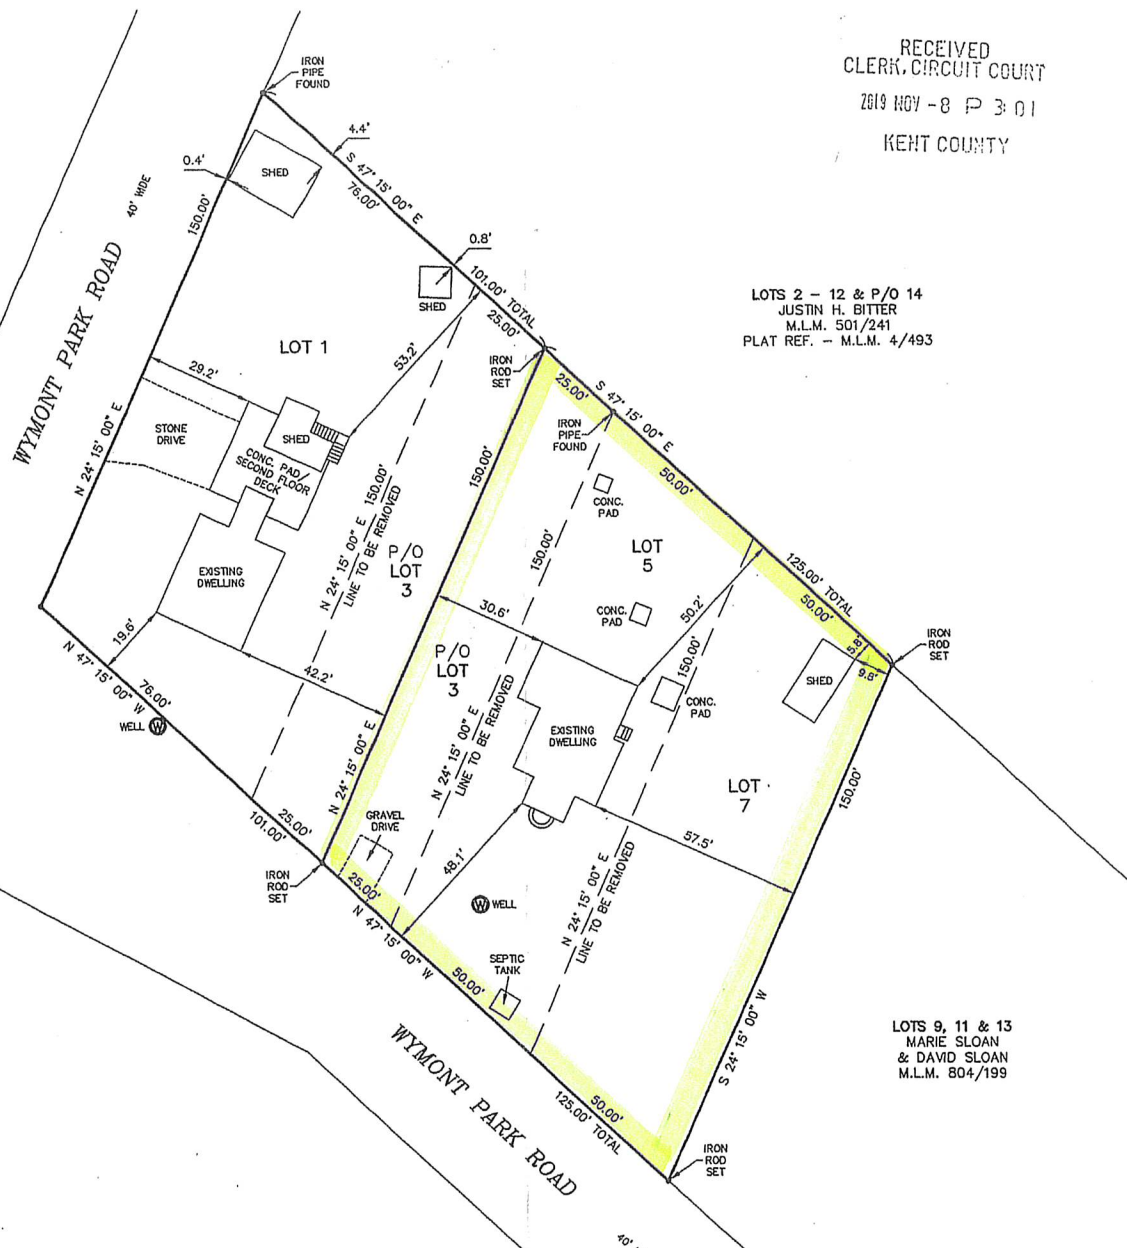 RECEIVED
CLERK, CIRCUIT COURT
2019 NOV -8 P 3:01
KENT COUNTY
IRON
PIPE
FOUND
4.4'
S 47° 15' 00" E
76.00'
0.4'
SHED
150.00'
40' WIDE
WYMONT PARK ROAD
N 24° 15' 00" E
0.8'
SHED
101.00' TOTAL
25.00'
LOT 1
53.2'
29.2'
STONE
DRIVE
SHED
CONC. PAD/
SECOND FLOOR
DECK
EXISTING
DWELLING
19.6'
42.2'
N 47° 15' 00" W
76.00'
WELL
W
N 24° 15' 00" E 150.00'
LINE TO BE REMOVED
P/O
LOT
3
25.00'
101.00'
IRON
ROD
SET
LOTS 2 - 12 & P/O 14
JUSTIN H. BITTER
M.L.M. 501/241
PLAT REF. - M.L.M. 4/493
IRON
ROD
SET
25.00'
S 47° 15' 00" E
IRON
PIPE
FOUND
150.00'
N 24° 15' 00" E
50.00'
CONC.
PAD
LOT
5
150.00'
125.00' TOTAL
50.00'
50.2'
CONC.
PAD
30.6'
P/O
LOT
3
N 24° 15' 00" E
LINE TO BE REMOVED
IRON
ROD
SET
5.8'
9.8'
SHED
150.00'
CONC.
PAD
EXISTING
DWELLING
LOT
7
150.00'
57.5'
GRAVEL
DRIVE
25.00'
48.1'
N 24° 15' 00" E
LINE TO BE REMOVED
W
WELL
N 47° 15' 00" W
SEPTIC
TANK
50.00'
S 24° 15' 00" W
LOTS 9, 11 & 13
MARIE SLOAN
& DAVID SLOAN
M.L.M. 804/199
WYMONT PARK ROAD
50.00'
125.00' TOTAL
IRON
ROD
SET
40'